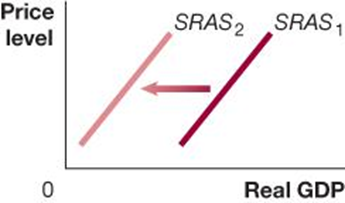 Price
level
SRAS2
SRAS1
0
Real GDP